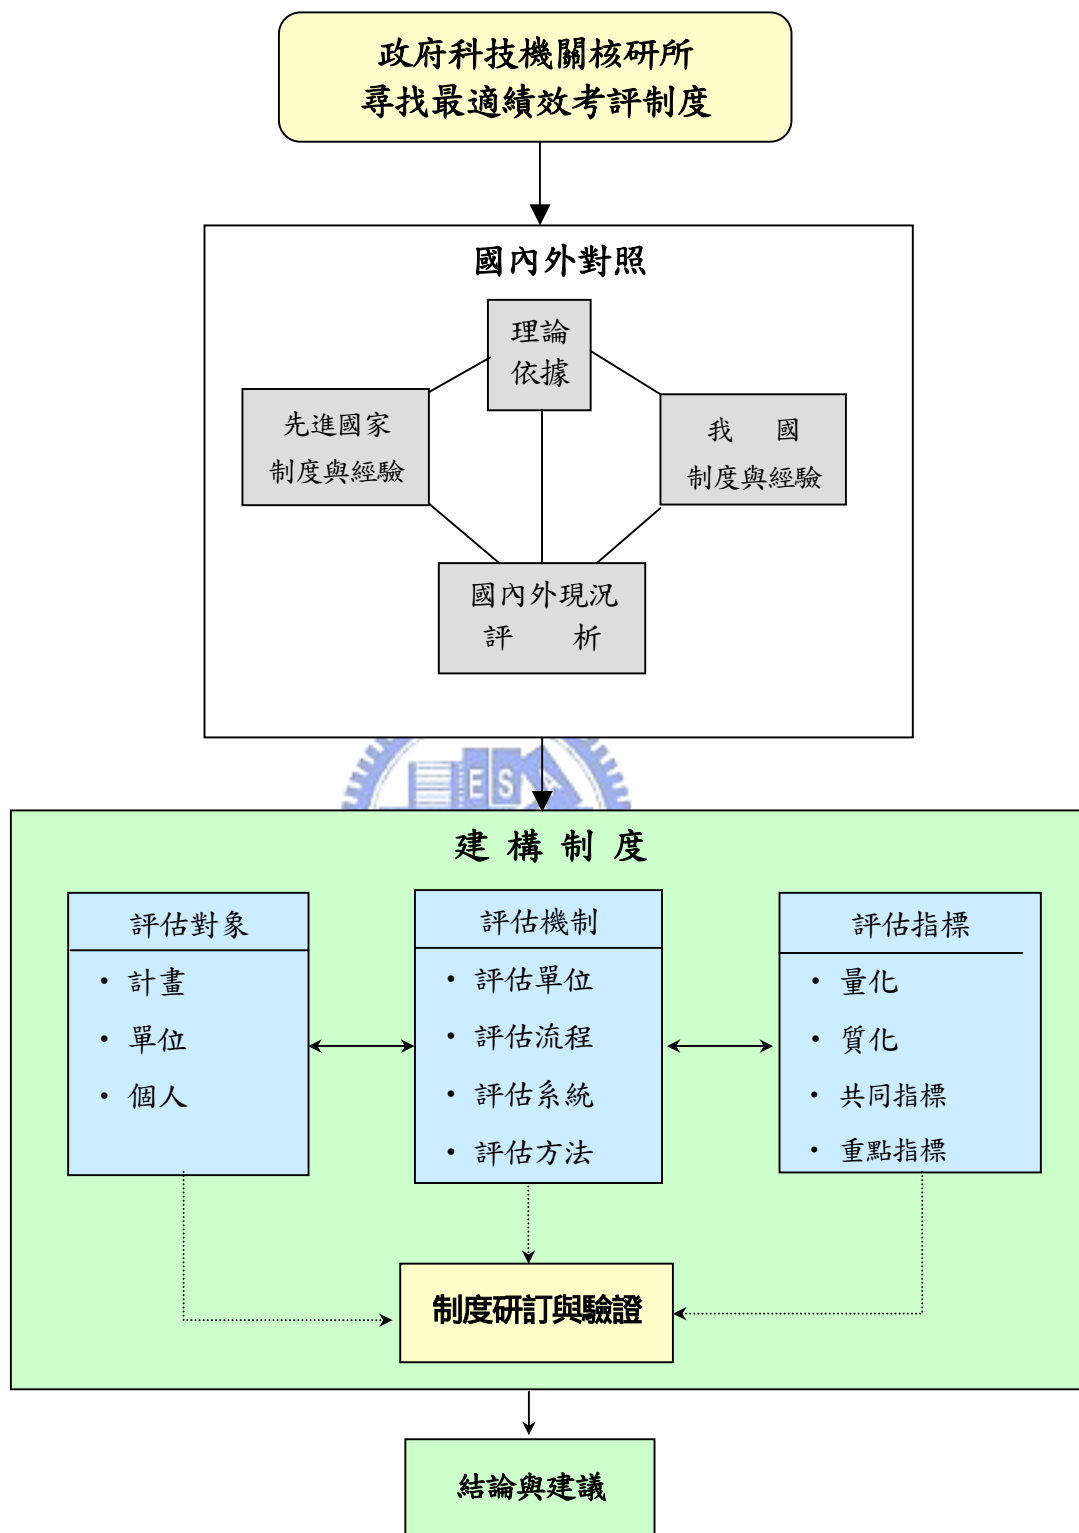 政府科技機關核研所
尋找最適績效考評制度
國內外對照
理論
依據
先進國家
制度與經驗
我 國
制度與經驗
國內外現況
評 析
ES
建 構 制 度
評估對象
・ 計畫
・ 單位
・ 個人
評估機制
・ 評估單位
・ 評估流程
・ 評估系統
・ 評估方法
評估指標
・ 量化
・ 質化
・ 共同指標
・ 重點指標
制度研訂與驗證
結論與建議